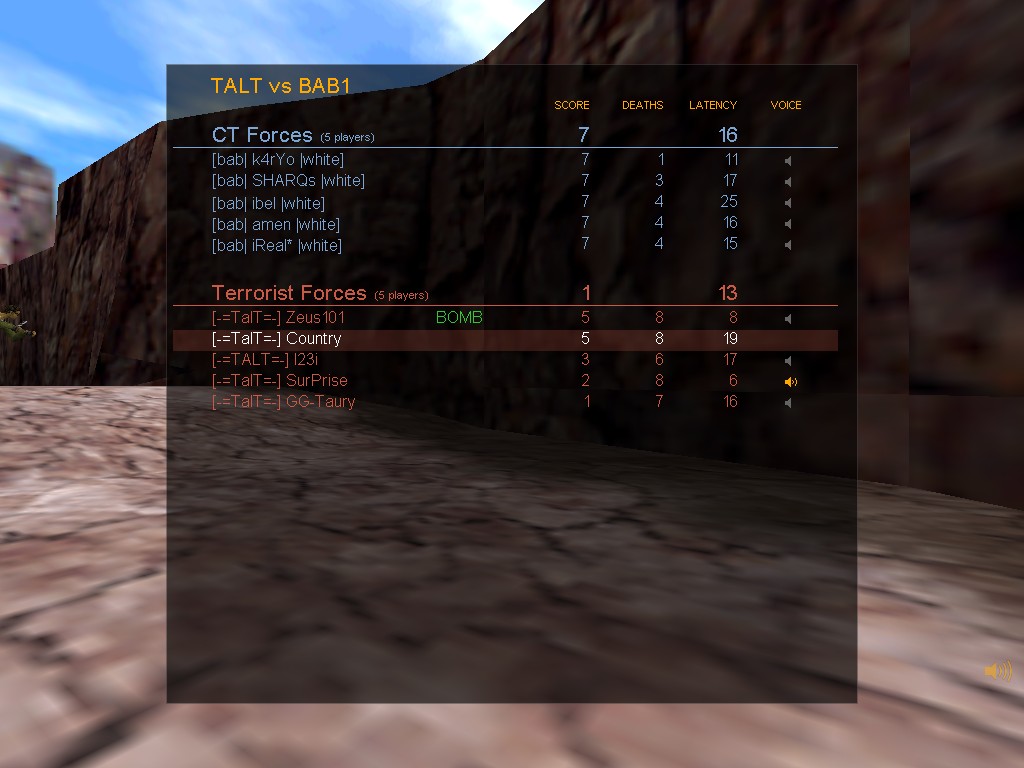 TALT vs BAB1
SCORE DEATHS LATENCY VOICE
CT Forces (5 players) 7 16
[bab| k4rYo |white] 7 1 11
[bab| SHARQs |white] 7 3 17
[bab| ibel |white] 7 4 25
[bab| amen |white] 7 4 16
[bab| iReal* |white] 7 4 15
Terrorist Forces (5 players) 1 13
[-=TalT=-] Zeus101 BOMB 5 8 8
[-=TalT=-] Country 5 8 19
[-=TALT=-] l23i 3 6 17
[-=TalT=-] SurPrise 2 8 6
[-=TalT=-] GG-Taury 1 7 16